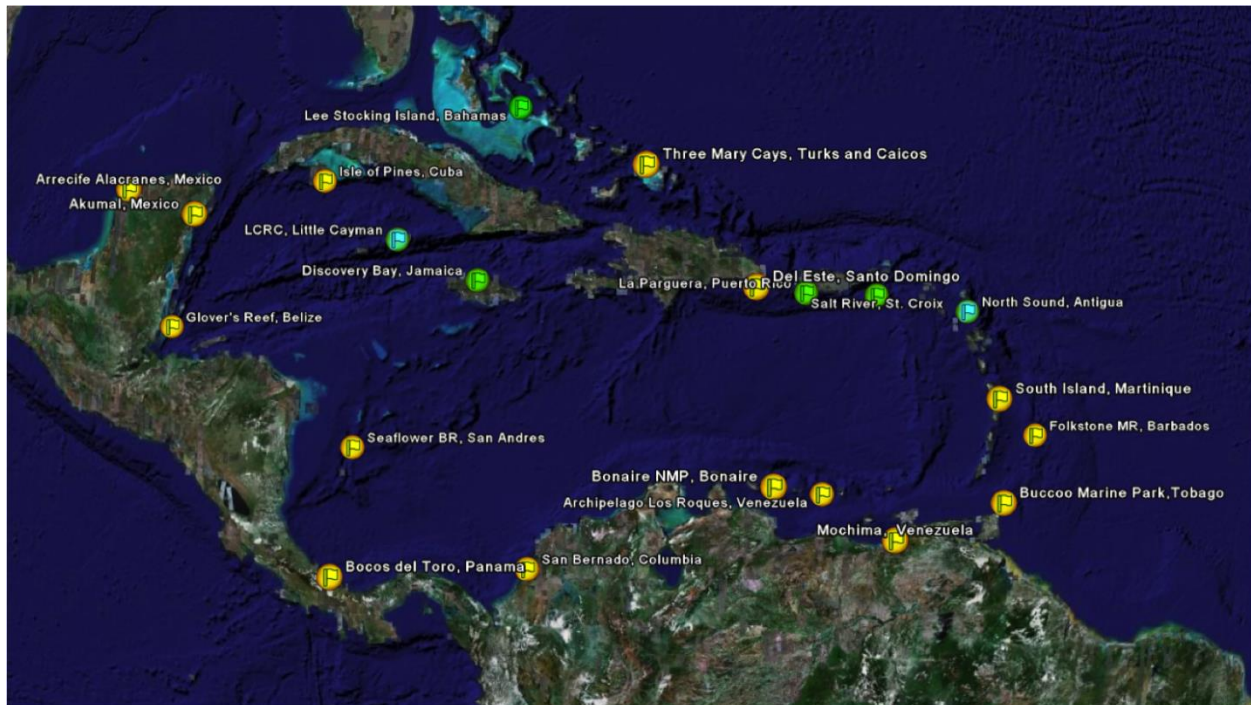 Lee Stocking Island, Bahamas
Three Mary Cays, Turks and Caicos
Isle of Pines, Cuba
Arrecife Alacranes, Mexico
Akumal, Mexico
LCRC, Little Cayman
Discovery Bay, Jamaica
Del Este, Santo Domingo
La Parguera, Puerto Rico
Salt River, St. Croix
North Sound, Antigua
Glover's Reef, Belize
South Island, Martinique
Folkstone MR, Barbados
Seaflower BR, San Andres
Bonaire NMP, Bonaire
Archipelago Los Roques, Venezuela
Buccoo Marine Park,Tobago
Mochima, Venezuela
San Bernado, Columbia
Bocos del Toro, Panama